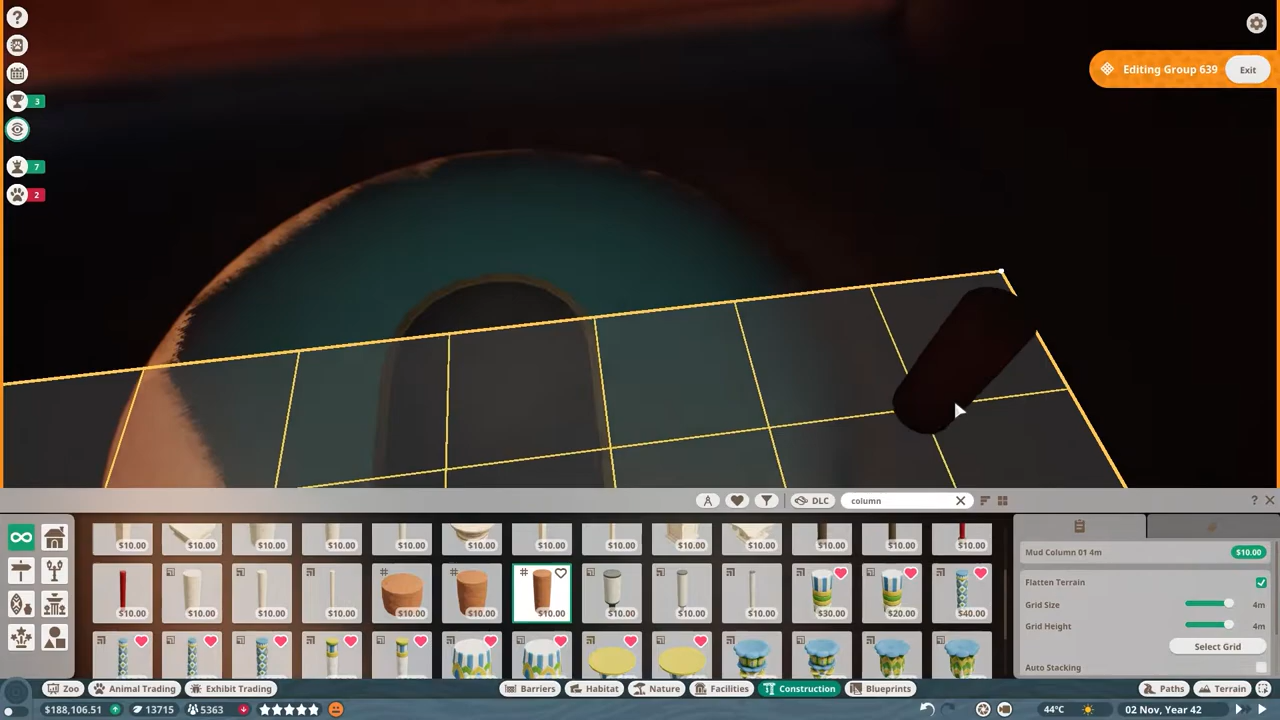 ?
3
7
2
Editing Group 639
Exit
DLC
column
?
$10.00 $10.00 $10.00 $10.00 $10.00 $10.00 $10.00 $10.00 $10.00 $10.00 $10.00 $10.00 $10.00
$10.00 $10.00 $10.00 $10.00 $10.00 $10.00 $10.00 $10.00 $10.00 $10.00 $30.00 $20.00 $40.00
Mud Column 01 4m
$10.00
Flatten Terrain
Grid Size 4m
Grid Height 4m
Select Grid
Auto Stacking
Zoo Animal Trading Exhibit Trading Barriers Habitat Nature Facilities Construction Blueprints Paths Terrain
$188,106.51 13715 5363 44°C 02 Nov, Year 42